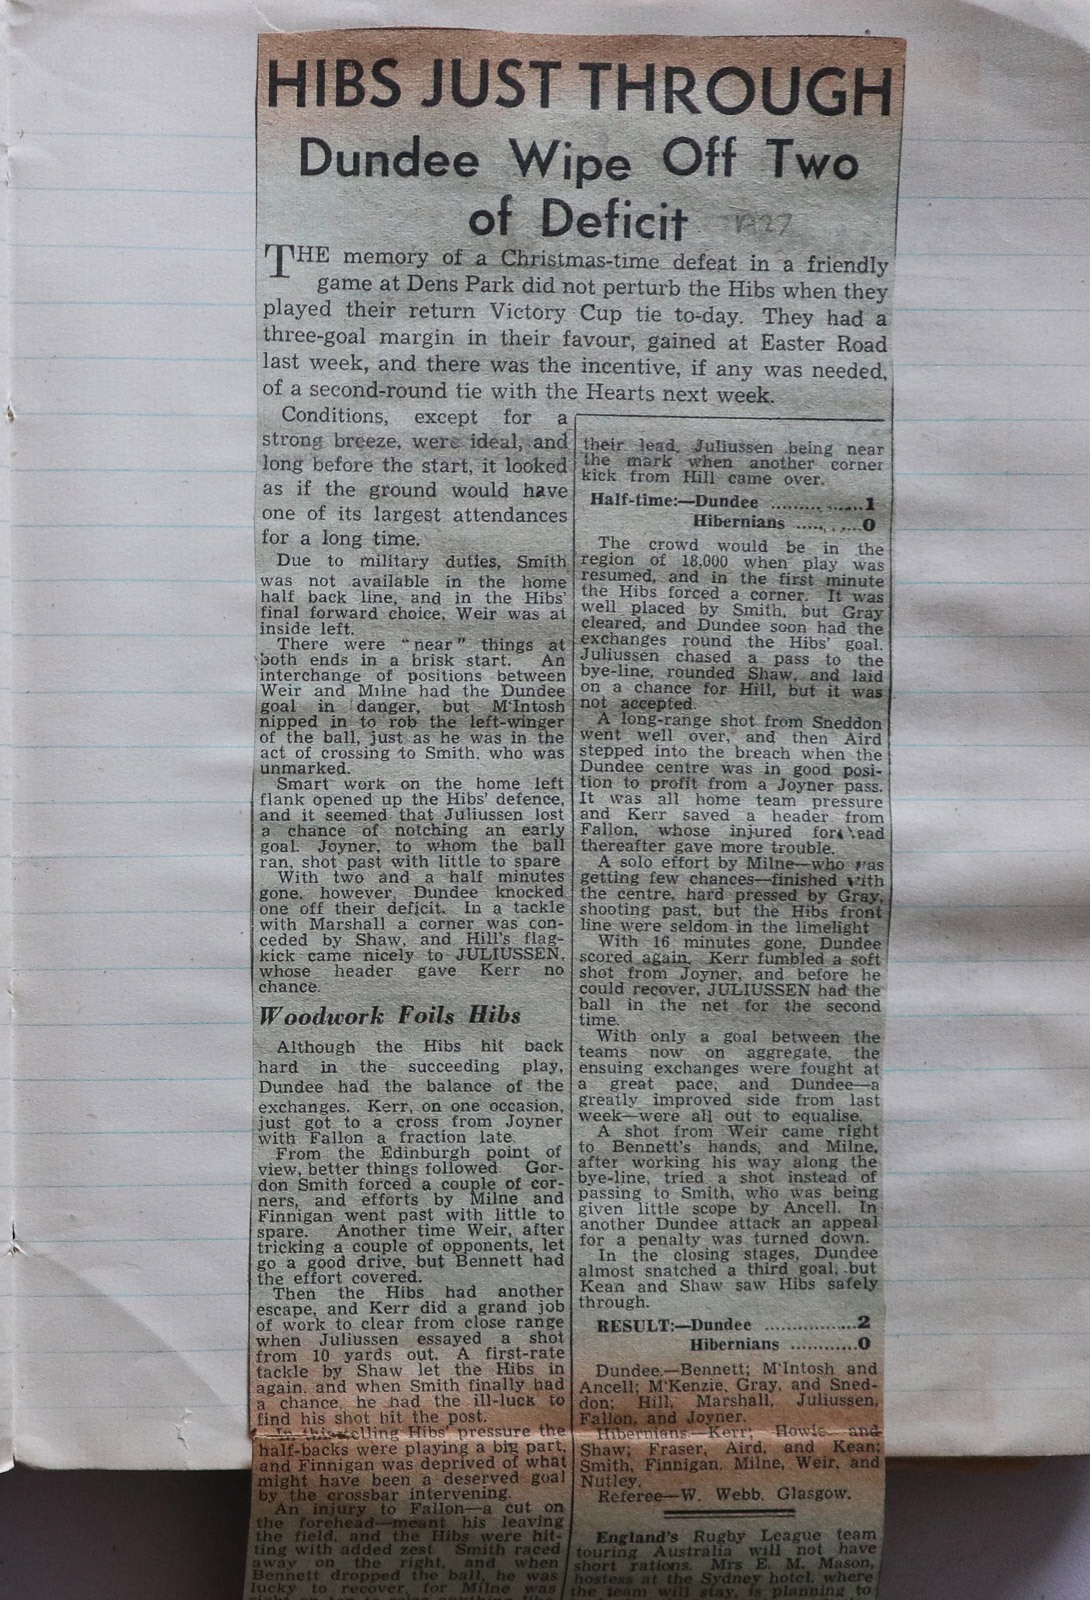 HIBS JUST THROUGH
Dundee Wipe Off Two
of Deficit
THE memory of a Christmas-time defeat in a friendly
game at Dens Park did not perturb the Hibs when they
played their return Victory Cup tie to-day. They had a
three-goal margin in their favour, gained at Easter Road
last week, and there was the incentive, if any was needed,
of a second-round tie with the Hearts next week.
Conditions, except for a
strong breeze, were ideal, and
long before the start, it looked
as if the ground would have
one of its largest attendances
for a long time.
Due to military duties, Smith
was not available in the home
half back line, and in the Hibs'
final forward choice, Weir was at
inside left.
There were "near" things at
both ends in a brisk start. An
interchange of positions between
Weir and Milne had the Dundee
goal in danger, but M'Intosh
nipped in to rob the left-winger
of the ball, just as he was in the
act of crossing to Smith, who was
unmarked.
Smart work on the home left
flank opened up the Hibs' defence,
and it seemed that Juliussen lost
a chance of notching an early
goal. Joyner, to whom the ball
ran, shot past with little to spare
With two and a half minutes
gone, however, Dundee knocked
one off their deficit. In a tackle
with Marshall a corner was con-
ceded by Shaw, and Hill's flag-
kick came nicely to JULIUSSEN,
whose header gave Kerr no
chance.
Woodwork Foils Hibs
Although the Hibs hit back
hard in the succeeding play,
Dundee had the balance of the
exchanges. Kerr, on one occasion,
just got to a cross from Joyner
with Fallon a fraction late.
From the Edinburgh point of
view, better things followed. Gor-
don Smith forced a couple of cor-
ners, and efforts by Milne and
Finnigan went past with little to
spare. Another time Weir, after
tricking a couple of opponents, let
go a good drive, but Bennett had
the effort covered.
Then the Hibs had another
escape, and Kerr did a grand job
of work to clear from close range
when Juliussen essayed a shot
from 10 yards out. A first-rate
tackle by Shaw let the Hibs in
again, and when Smith finally had
a chance, he had the ill-luck to
find his shot hit the post.
In this telling Hibs' pressure the
half-backs were playing a big part,
and Finnigan was deprived of what
might have been a deserved goal
by the crossbar intervening.
An injury to Fallon—a cut on
the forehead—meant his leaving
the field, and the Hibs were hit-
ting with added zest. Smith raced
away on the right, and when
Bennett dropped the ball, he was
lucky to recover, for Milne was
their lead, Juliussen being near
the mark when another corner
kick from Hill came over.
Half-time:—Dundee ...............1
Hibernians ..........0
The crowd would be in the
region of 18,000 when play was
resumed, and in the first minute
the Hibs forced a corner. It was
well placed by Smith, but Gray
cleared, and Dundee soon had the
exchanges round the Hibs' goal.
Juliussen chased a pass to the
bye-line, rounded Shaw, and laid
on a chance for Hill, but it was
not accepted.
A long-range shot from Sneddon
went well over, and then Aird
stepped into the breach when the
Dundee centre was in good posi-
tion to profit from a Joyner pass.
It was all home team pressure
and Kerr saved a header from
Fallon, whose injured forehead
thereafter gave more trouble.
A solo effort by Milne—who was
getting few chances—finished with
the centre, hard pressed by Gray,
shooting past, but the Hibs front
line were seldom in the limelight
With 16 minutes gone, Dundee
scored again. Kerr fumbled a soft
shot from Joyner, and before he
could recover, JULIUSSEN had the
ball in the net for the second
time.
With only a goal between the
teams now on aggregate, the
ensuing exchanges were fought at
a great pace, and Dundee—a
greatly improved side from last
week—were all out to equalise.
A shot from Weir came right
to Bennett's hands, and Milne,
after working his way along the
bye-line, tried a shot instead of
passing to Smith, who was being
given little scope by Ancell. In
another Dundee attack an appeal
for a penalty was turned down.
In the closing stages, Dundee
almost snatched a third goal, but
Kean and Shaw saw Hibs safely
through.
RESULT:—Dundee ................2
Hibernians ............0
Dundee.—Bennett; M'Intosh and
Ancell; M'Kenzie, Gray, and Sned-
don; Hill, Marshall, Juliussen,
Fallon, and Joyner.
Hibernians.—Kerr; Howie and
Shaw; Fraser, Aird, and Kean;
Smith, Finnigan, Milne, Weir, and
Nutley.
Referee—W. Webb, Glasgow.
England's Rugby League team
touring Australia will not have
short rations. Mrs E. M. Mason,
hostess at the Sydney hotel, where
the team will stay, is planning to